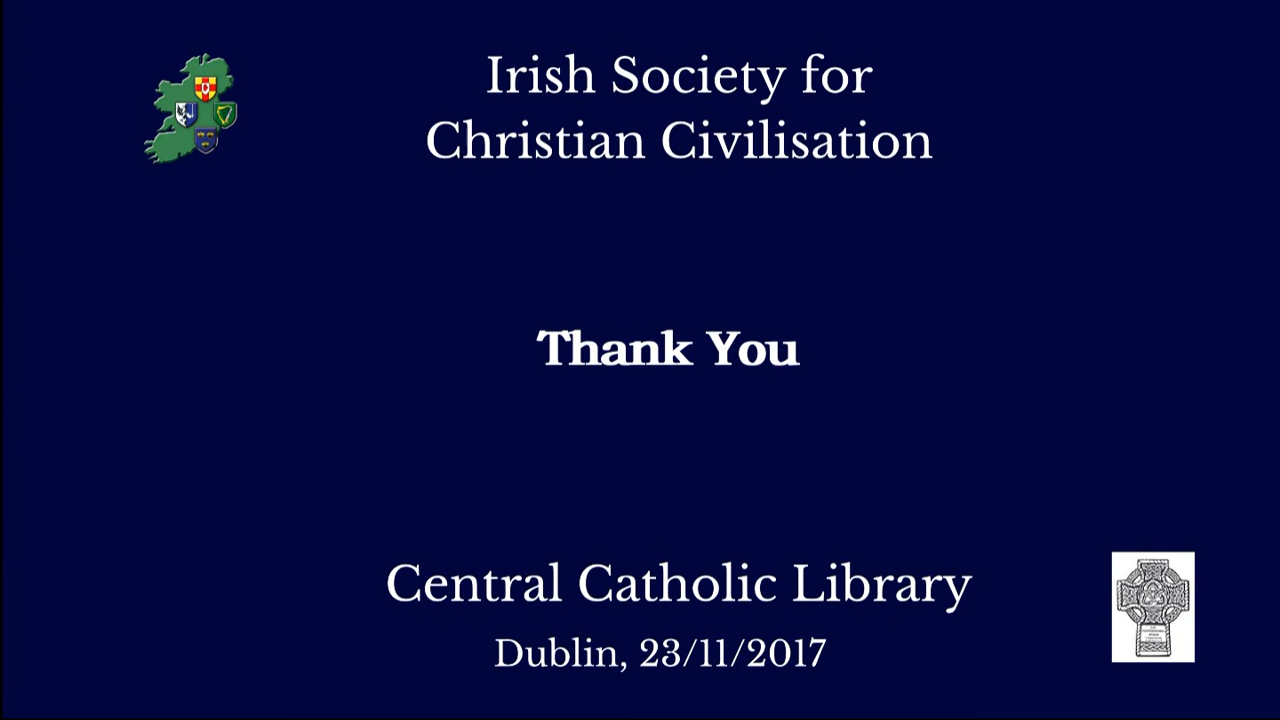 Irish Society for
Christian Civilisation
Thank You
Central Catholic Library
Dublin, 23/11/2017